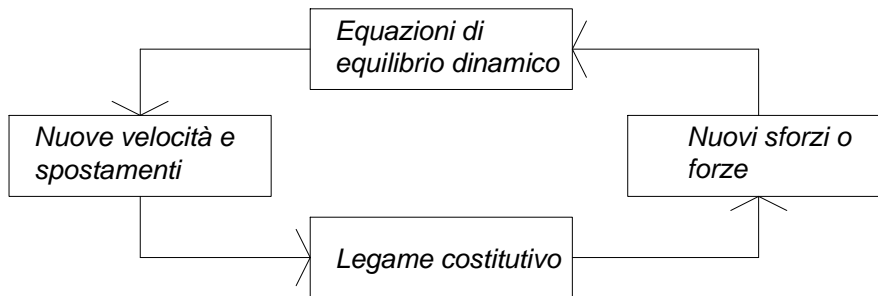 Equazioni di
equilibrio dinamico
Nuove velocità e
spostamenti
Nuovi sforzi o
forze
Legame costitutivo